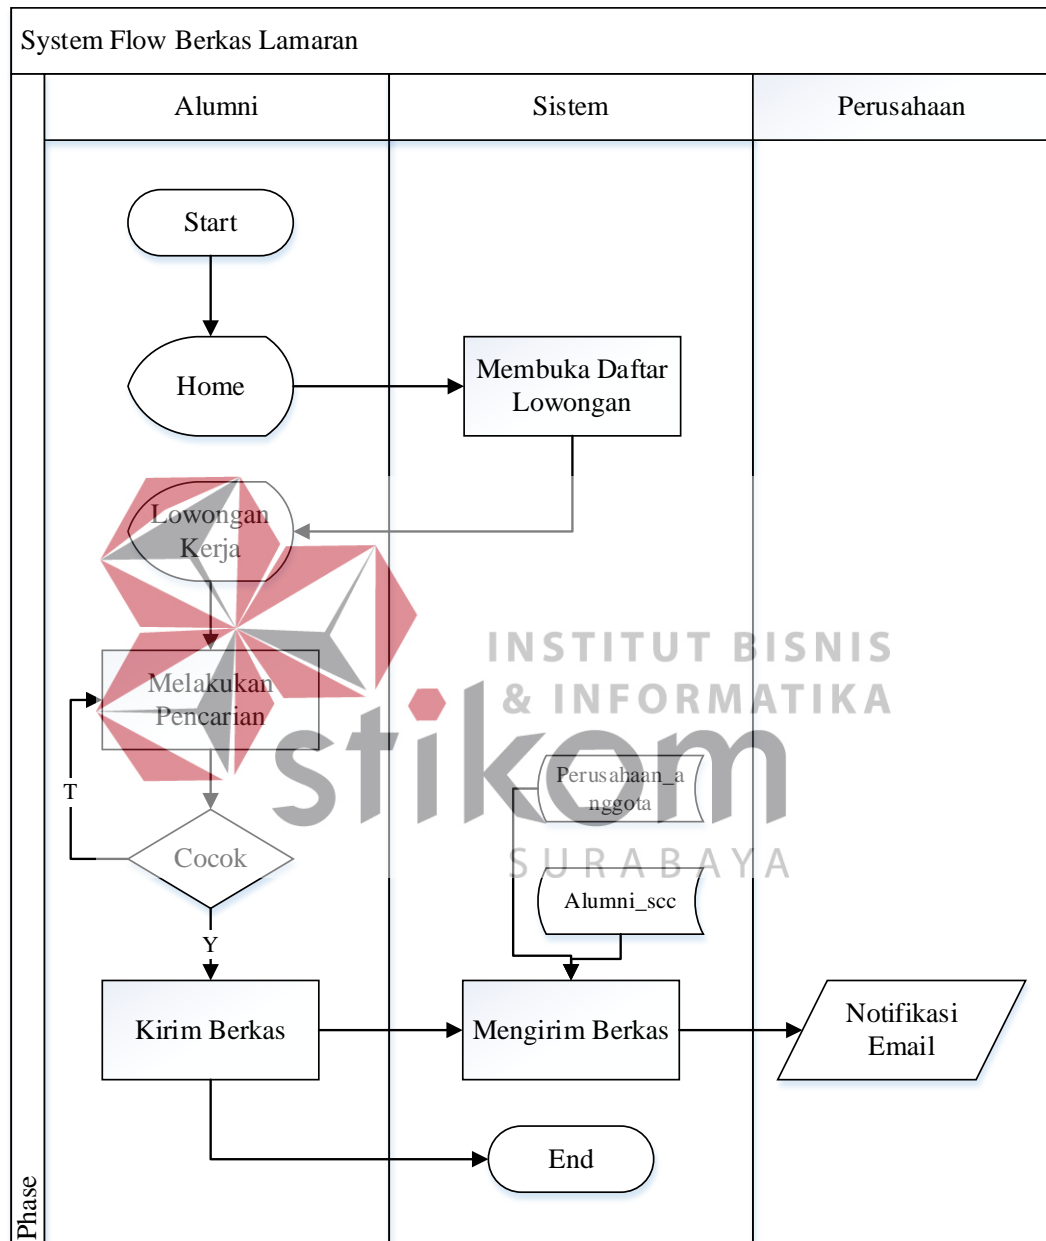 System Flow Berkas Lamaran
Alumni
Sistem
Perusahaan
Start
Home
Membuka Daftar
Lowongan
Lowongan
Kerja
INSTITUT BISNIS
& INFORMATIKA
stikom
SURABAYA
Melakukan
Pencarian
T
Perusahaan_a
nggota
Cocok
Alumni_scc
Y
Kirim Berkas
Mengirim Berkas
Notifikasi
Email
End
Phase